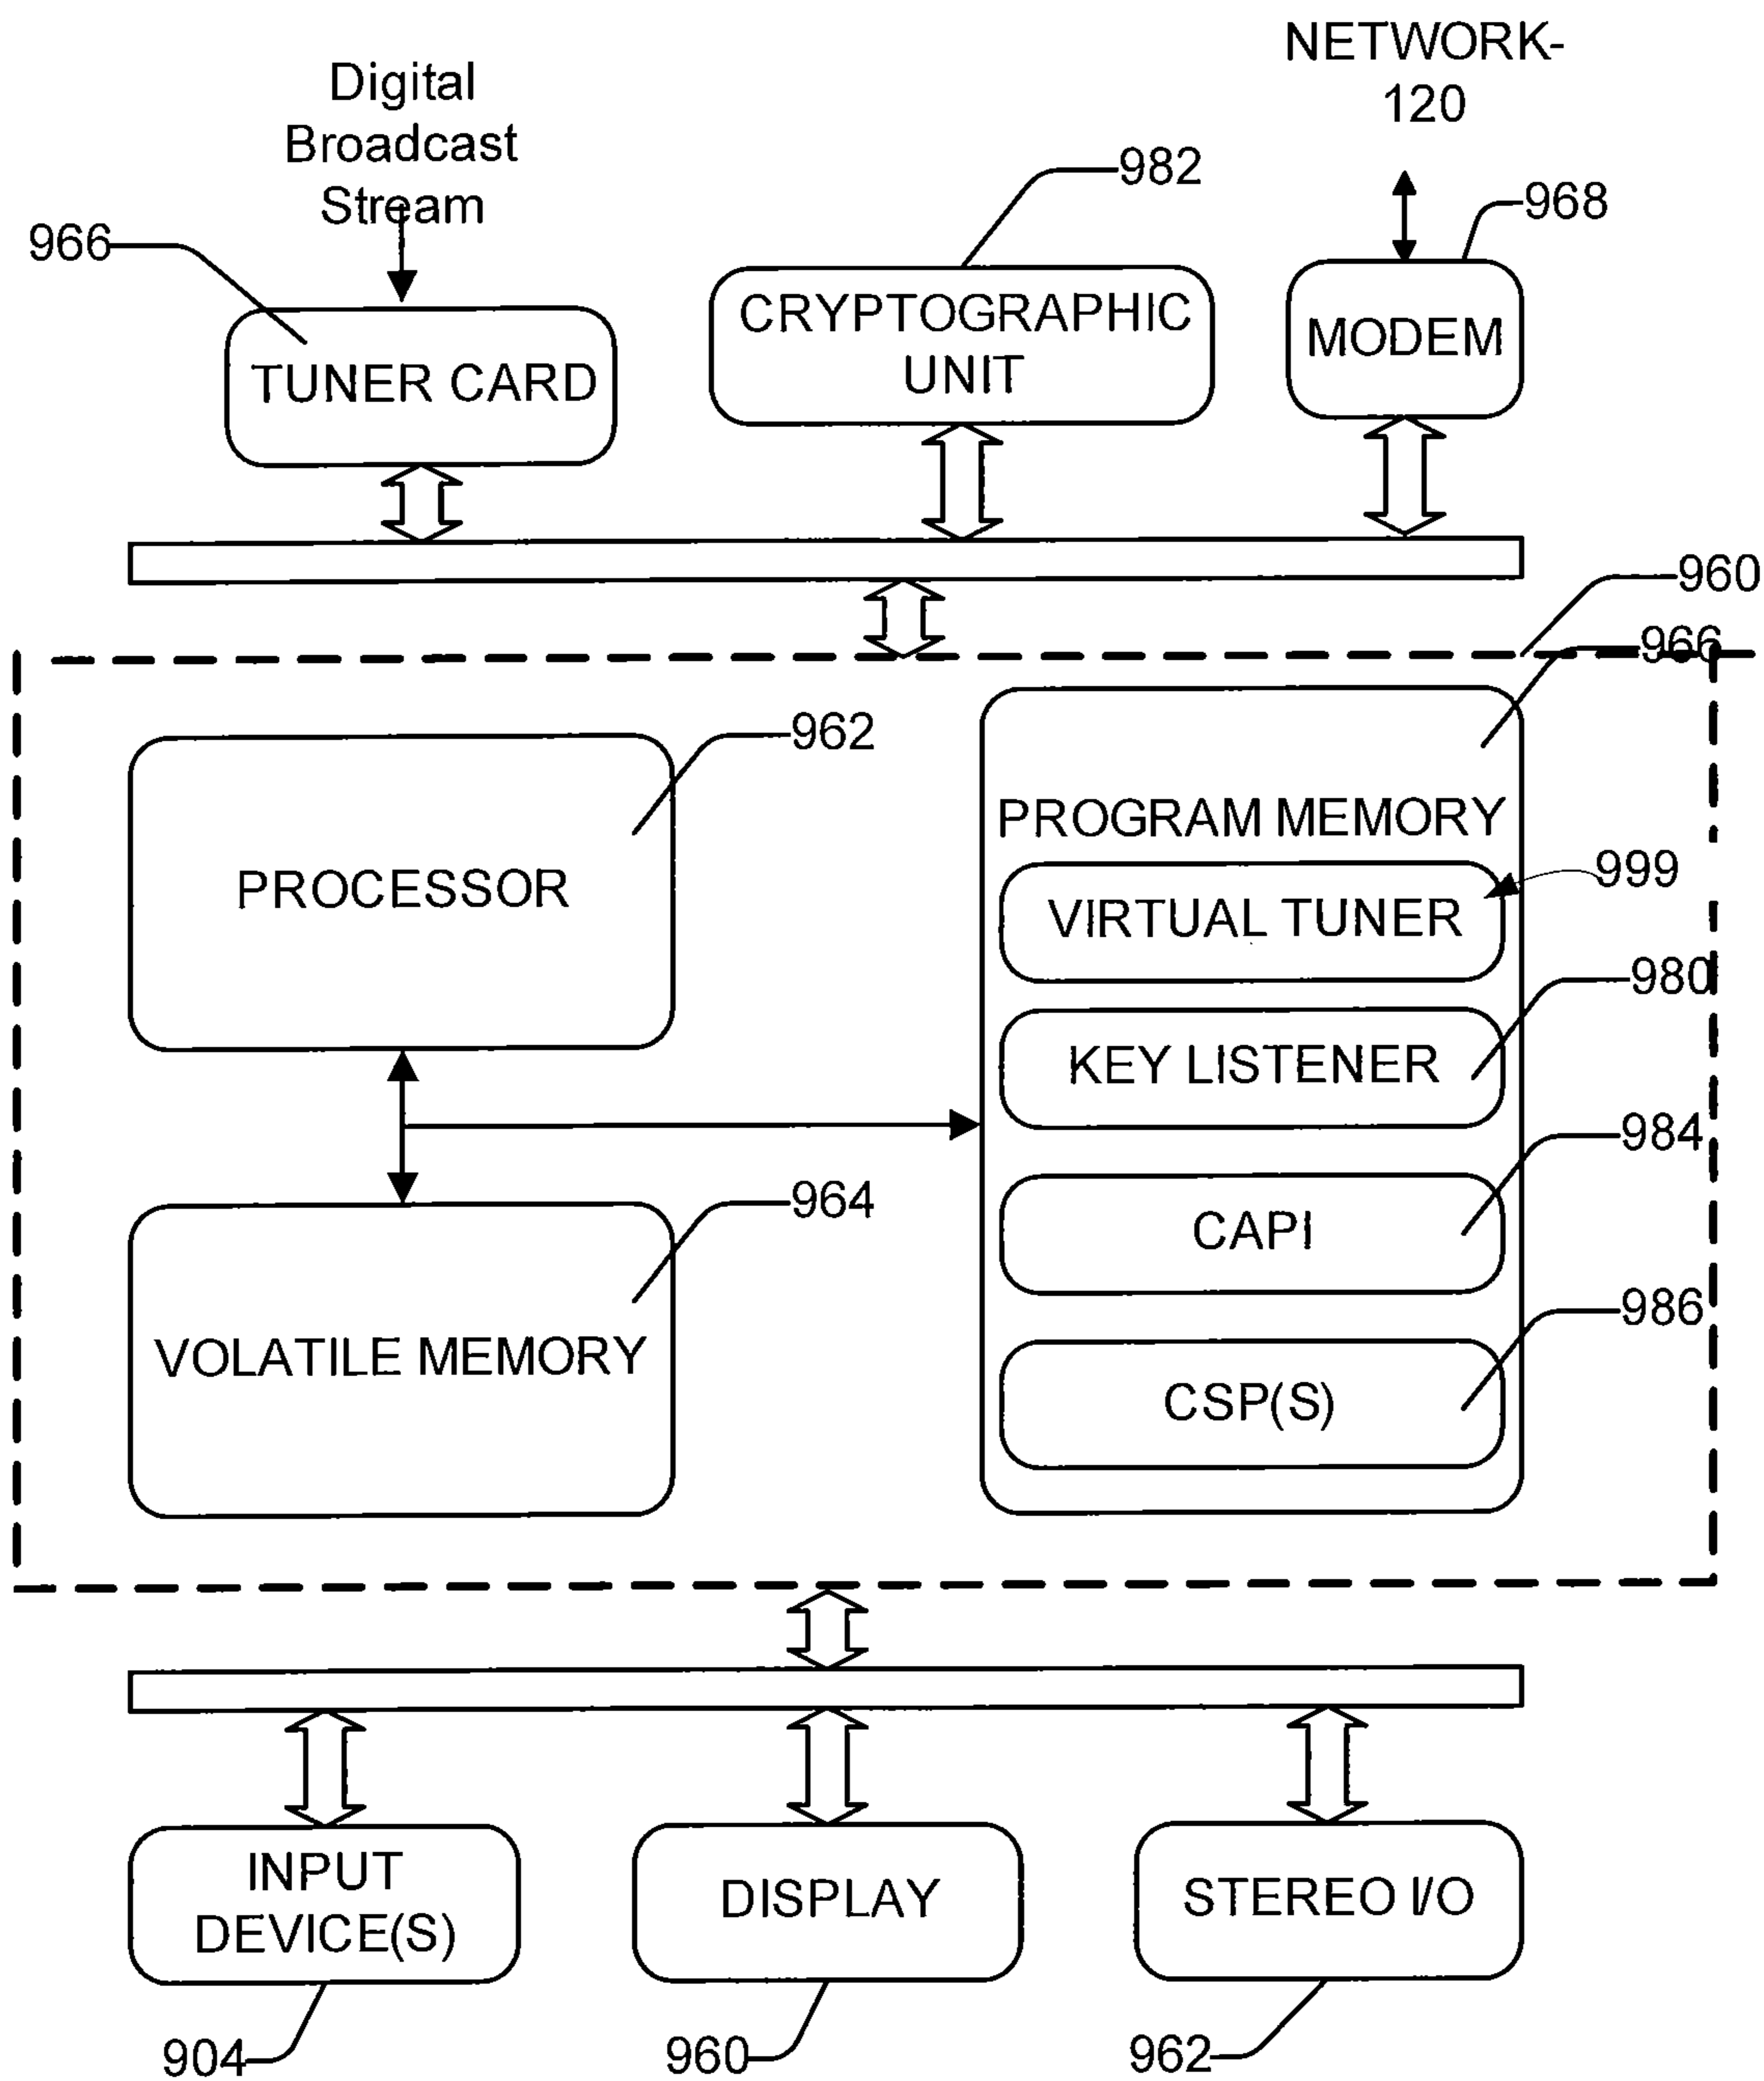 NETWORK-
120
Digital
Broadcast
Stream
982
968
966
CRYPTOGRAPHIC
UNIT
MODEM
TUNER CARD
960
966
962
PROGRAM MEMORY
999
PROCESSOR
VIRTUAL TUNER
980
KEY LISTENER
984
964
CAPI
986
VOLATILE MEMORY
CSP(S)
INPUT
DEVICE(S)
DISPLAY
STEREO I/O
904
960
962